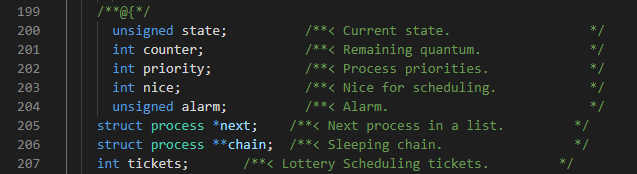 199 /**@{*/
200 unsigned state; /**< Current state. */
201 int counter; /**< Remaining quantum. */
202 int priority; /**< Process priorities. */
203 int nice; /**< Nice for scheduling. */
204 unsigned alarm; /**< Alarm. */
205 struct process *next; /**< Next process in a list. */
206 struct process **chain; /**< Sleeping chain. */
207 int tickets; /**< Lottery Scheduling tickets. */